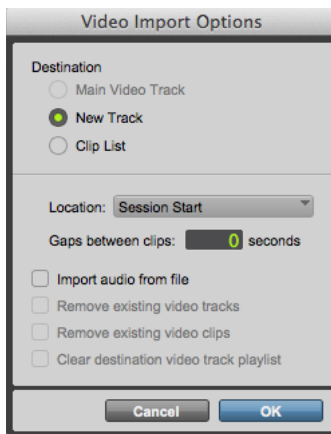 Video Import Options
Destination
Main Video Track
New Track
Clip List
Location: Session Start
Gaps between clips: 0 seconds
Import audio from file
Remove existing video tracks
Remove existing video clips
Clear destination video track playlist
Cancel OK